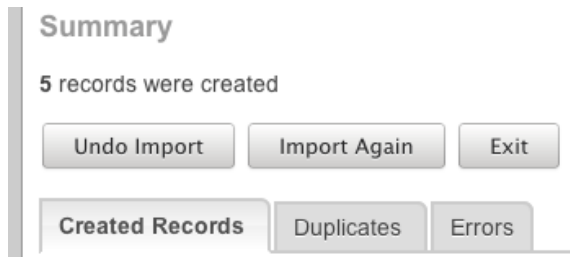 Summary
5 records were created
Undo Import Import Again Exit
Created Records Duplicates Errors